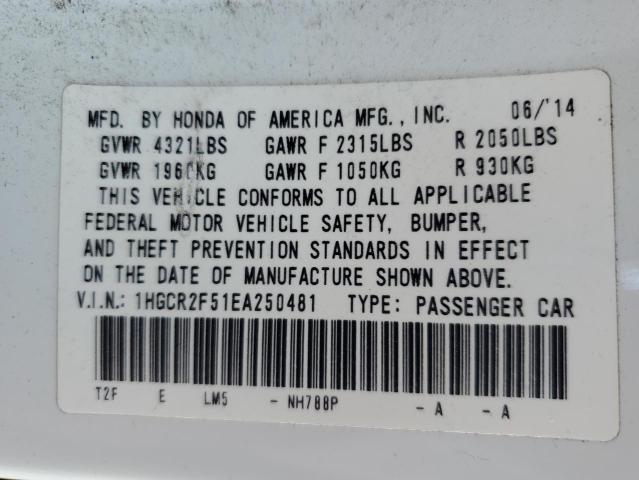 MFD. BY HONDA OF AMERICA MFG., INC. 06/'14
GVWR 4321LBS GAWR F 2315LBS R 2050LBS
GVWR 1960KG GAWR F 1050KG R 930KG
THIS VEHICLE CONFORMS TO ALL APPLICABLE
FEDERAL MOTOR VEHICLE SAFETY, BUMPER,
AND THEFT PREVENTION STANDARDS IN EFFECT
ON THE DATE OF MANUFACTURE SHOWN ABOVE.
V.I.N.: 1HGCR2F51EA250481 TYPE: PASSENGER CAR
T2F E LM5 - NH788P - A - A